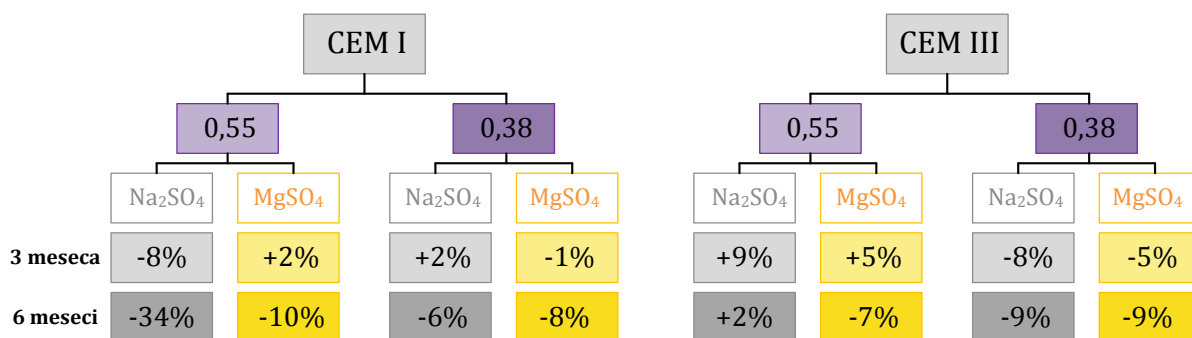 CEM I CEM III
0,55 0,38 0,55 0,38
Na₂SO₄ MgSO₄ Na₂SO₄ MgSO₄ Na₂SO₄ MgSO₄ Na₂SO₄ MgSO₄
3 meseca -8% +2% +2% -1% +9% +5% -8% -5%
6 meseci -34% -10% -6% -8% +2% -7% -9% -9%